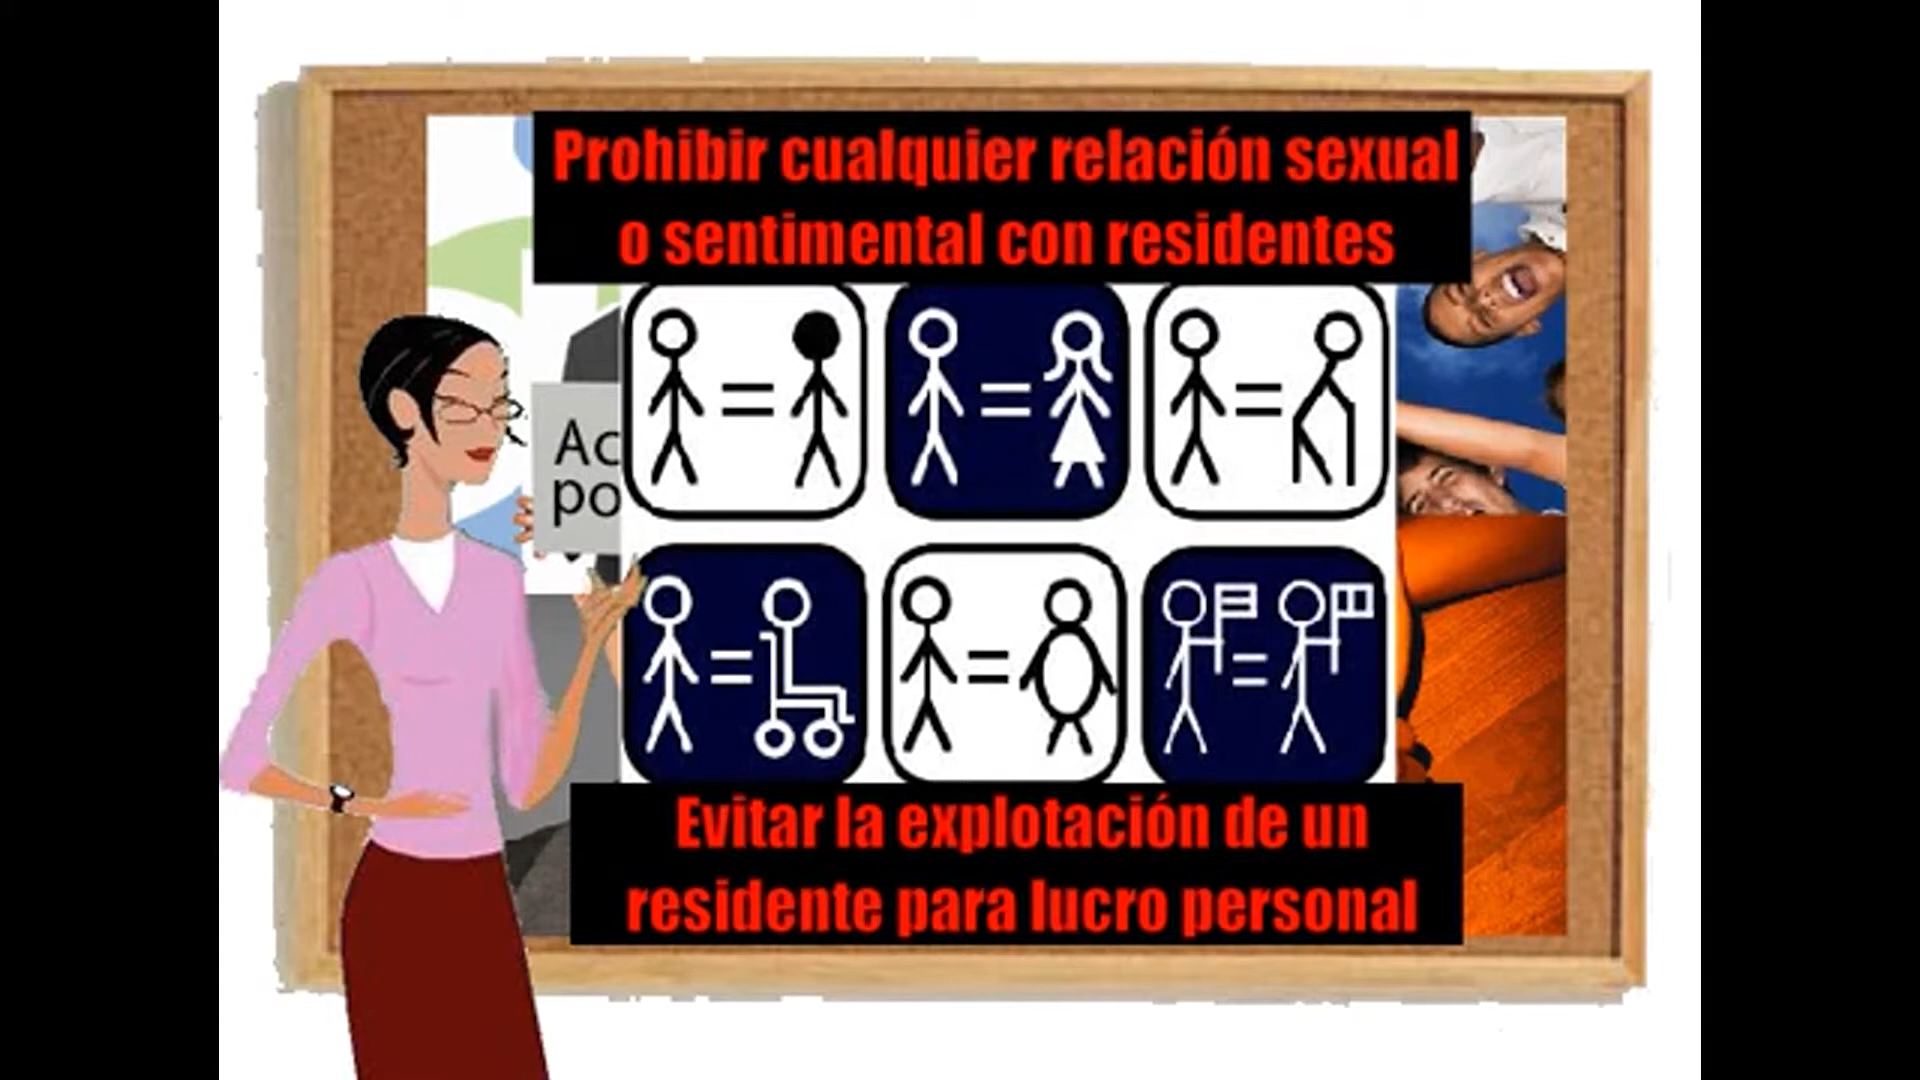 Prohibir cualquier relación sexual
o sentimental con residentes
Evitar la explotación de un
residente para lucro personal